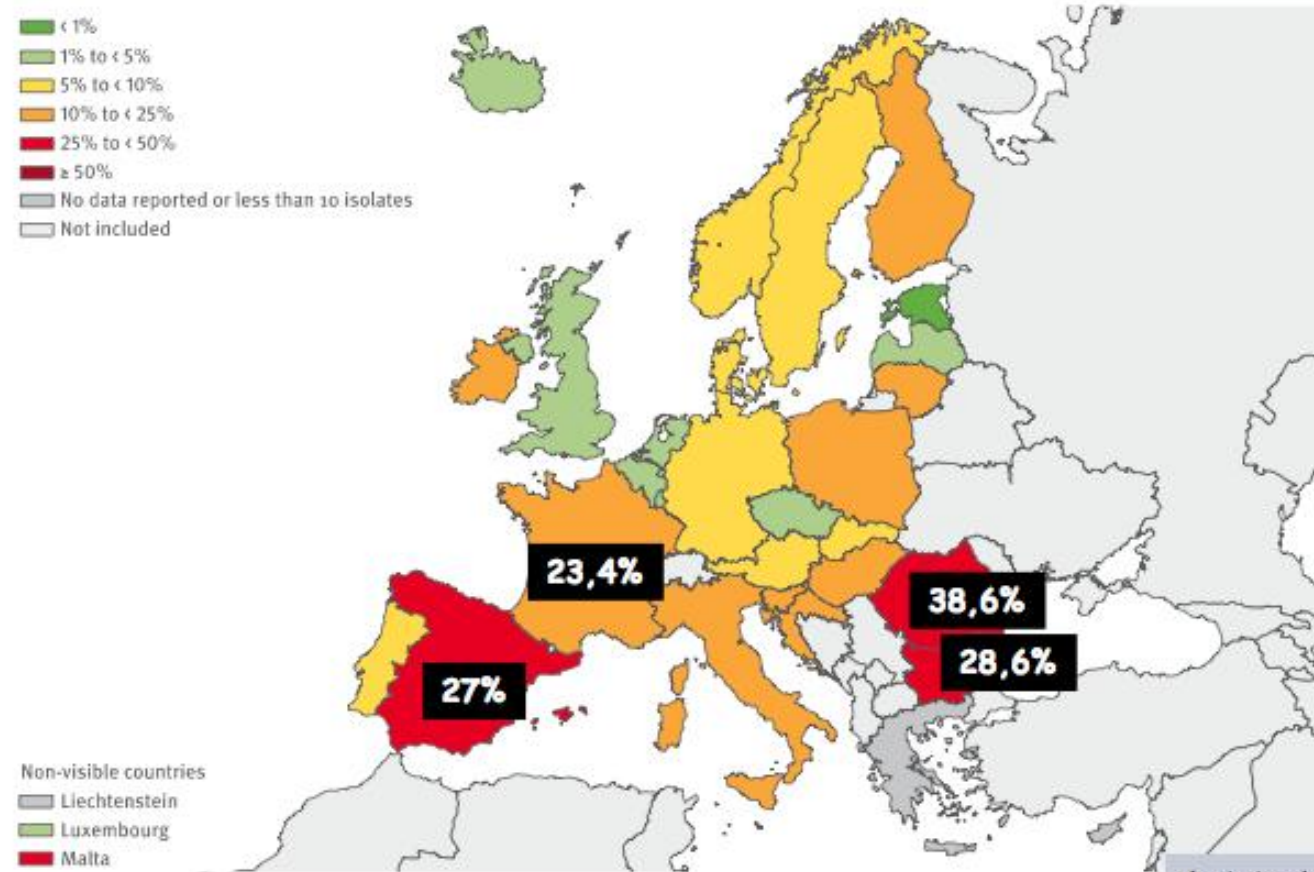 < 1%
1% to < 5%
5% to < 10%
10% to < 25%
25% to < 50%
≥ 50%
No data reported or less than 10 isolates
Not included
23,4%
38,6%
28,6%
27%
Non-visible countries
Liechtenstein
Luxembourg
Malta